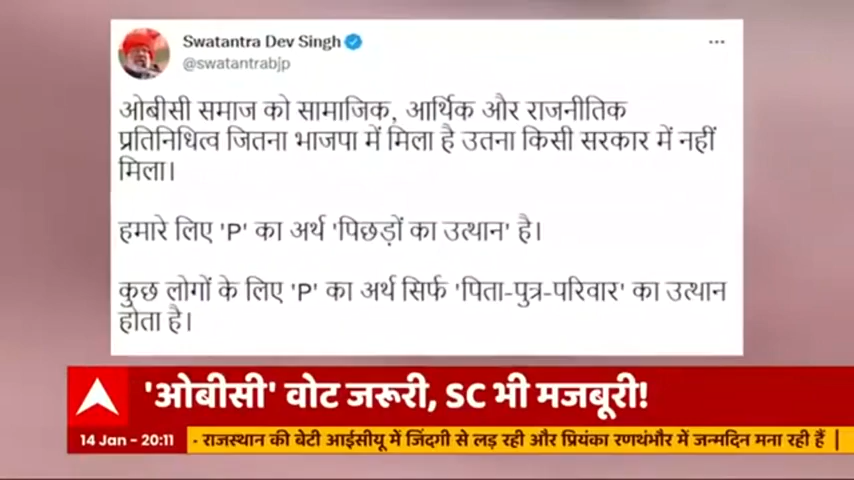 Swatantra Dev Singh
@swatantrabjp
ओबीसी समाज को सामाजिक, आर्थिक और राजनीतिक
प्रतिनिधित्व जितना भाजपा में मिला है उतना किसी सरकार में नहीं
मिला।
हमारे लिए 'P' का अर्थ 'पिछड़ों का उत्थान' है।
कुछ लोगों के लिए 'P' का अर्थ सिर्फ 'पिता-पुत्र-परिवार' का उत्थान
होता है।
'ओबीसी' वोट जरूरी, SC भी मजबूरी!
14 Jan - 20:11
- राजस्थान की बेटी आईसीयू में जिंदगी से लड़ रही और प्रियंका रणथंभौर में जन्मदिन मना रही हैं |